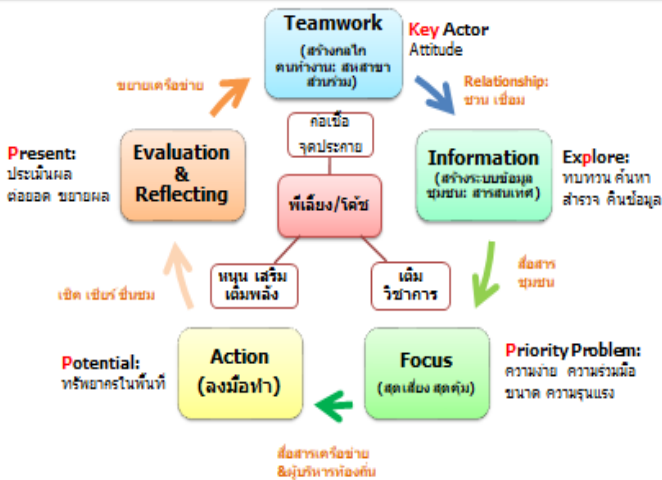 Teamwork
(สร้างกลไก
คนทำงาน: สหสาขา
ส่วนร่วม)
Key Actor
Attitude
Relationship:
ชวน เชื่อม
Information
(สร้างระบบข้อมูล
ชุมชน: สารสนเทศ)
Explore:
ทบทวน ค้นหา
สำรวจ คืนข้อมูล
สื่อสาร
ชุมชน
Focus
(สุดเสี่ยง สุดคุ้ม)
Priority Problem:
ความง่าย ความร่วมมือ
ขนาด ความรุนแรง
สื่อสารเครือข่าย
&ผู้บริหารท้องถิ่น
Action
(ลงมือทำ)
Potential:
ทรัพยากรในพื้นที่
เชิด เชียร์ ชื่นชม
Evaluation
&
Reflecting
Present:
ประเมินผล
ต่อยอด ขยายผล
ขยายเครือข่าย
ก่อเชื้อ
จุดประกาย
พี่เลี้ยง/โค้ช
หนุน เสริม
เติมพลัง
เติม
วิชาการ